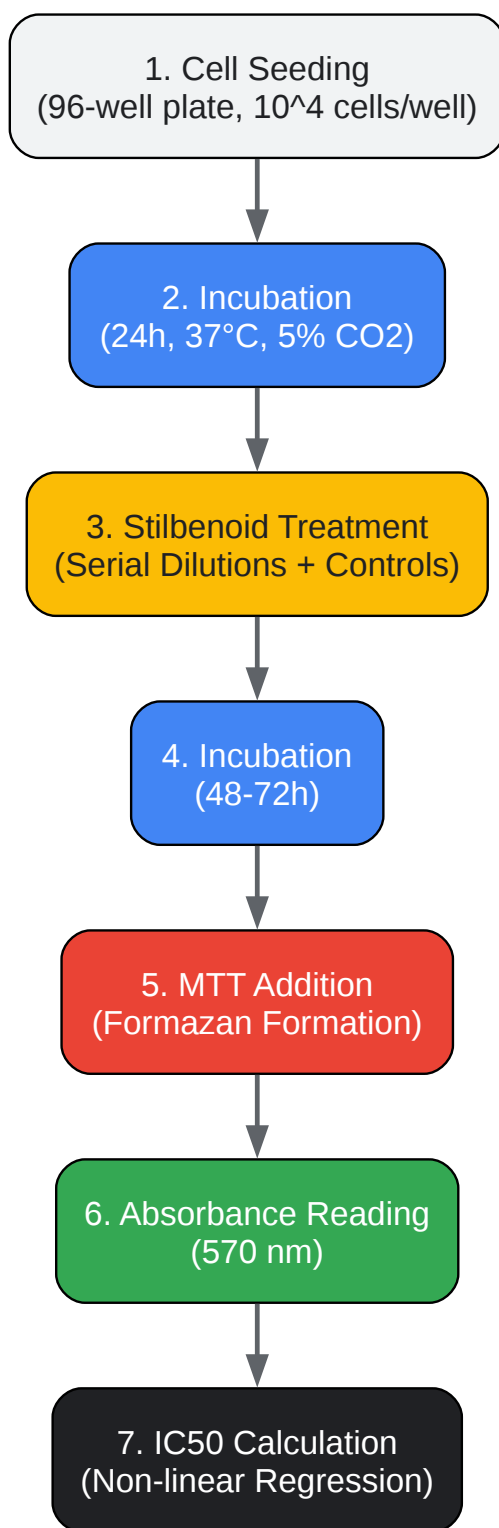 1. Cell Seeding
(96-well plate, 10^4 cells/well)
2. Incubation
(24h, 37°C, 5% CO2)
3. Stilbenoid Treatment
(Serial Dilutions + Controls)
4. Incubation
(48-72h)
5. MTT Addition
(Formazan Formation)
6. Absorbance Reading
(570 nm)
7. IC50 Calculation
(Non-linear Regression)